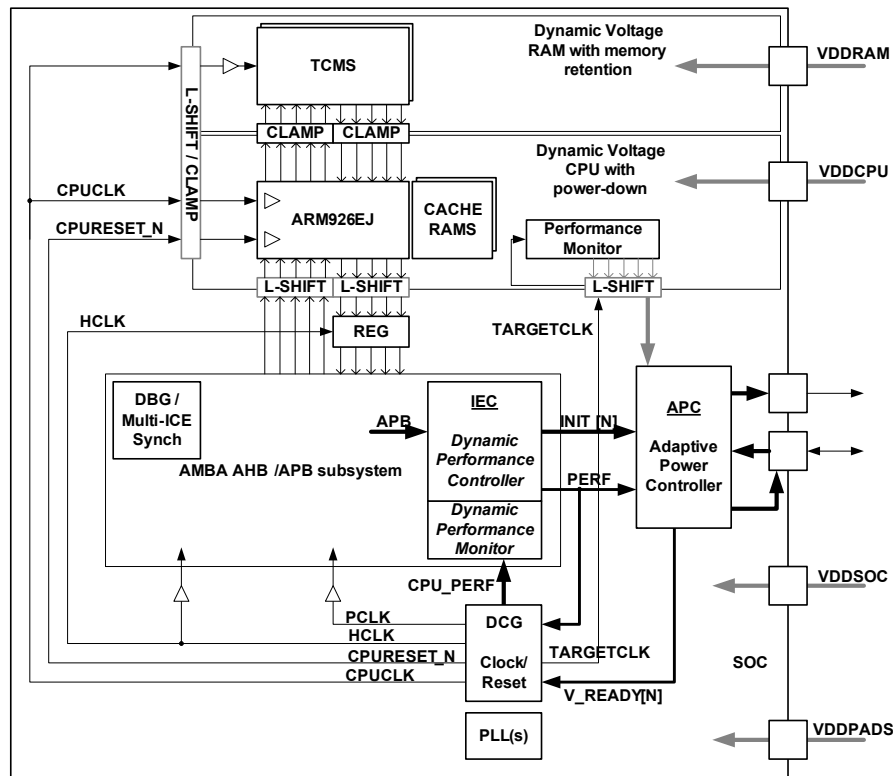 Dynamic Voltage
RAM with memory
retention
VDDRAM
TCMS
L-SHIFT / CLAMP
CLAMP
CLAMP
Dynamic Voltage
CPU with
power-down
VDDCPU
CPUCLK
ARM926EJ
CACHE
RAMS
CPURESET_N
Performance
Monitor
L-SHIFT
L-SHIFT
L-SHIFT
HCLK
REG
TARGETCLK
DBG /
Multi-ICE
Synch
AMBA AHB /APB subsystem
APB
IEC
Dynamic
Performance
Controller
Dynamic
Performance
Monitor
INIT [N]
PERF
APC
Adaptive
Power
Controller
CPU_PERF
VDDSOC
PCLK
HCLK
CPURESET_N
CPUCLK
DCG
Clock/
Reset
TARGETCLK
V_READY[N]
SOC
PLL(s)
VDDPADS